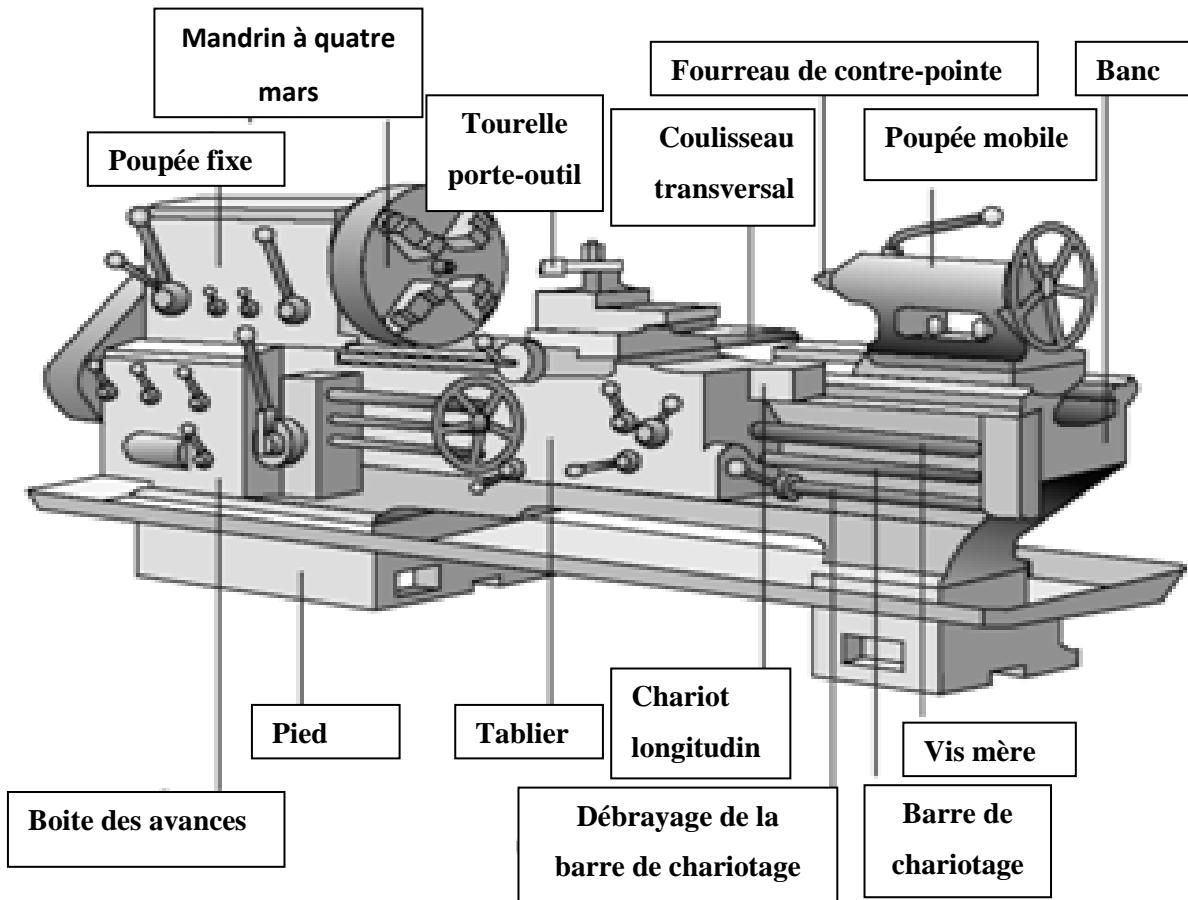 Mandrin à quatre
mars
Fourreau de contre-pointe
Banc
Poupée fixe
Tourelle
porte-outil
Coulisseau
transversal
Poupée mobile
Pied
Tablier
Chariot
longitudin
Vis mère
Boite des avances
Débrayage de la
barre de chariotage
Barre de
chariotage